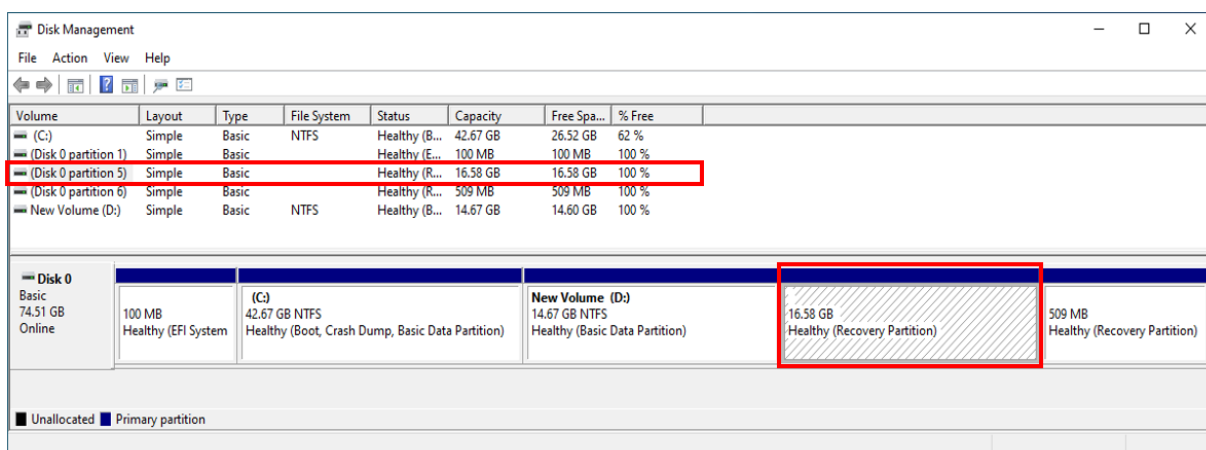 Disk Management
File Action View Help
Volume Layout Type File System Status Capacity Free Spa... % Free
(C:) Simple Basic NTFS Healthy (B... 42.67 GB 26.52 GB 62 %
(Disk 0 partition 1) Simple Basic Healthy (E... 100 MB 100 MB 100 %
(Disk 0 partition 5) Simple Basic Healthy (R... 16.58 GB 16.58 GB 100 %
(Disk 0 partition 6) Simple Basic Healthy (R... 509 MB 509 MB 100 %
New Volume (D:) Simple Basic NTFS Healthy (B... 14.67 GB 14.60 GB 100 %
Disk 0
Basic
74.51 GB
Online
100 MB
Healthy (EFI System
(C:)
42.67 GB NTFS
Healthy (Boot, Crash Dump, Basic Data Partition)
New Volume (D:)
14.67 GB NTFS
Healthy (Basic Data Partition)
16.58 GB
Healthy (Recovery Partition)
509 MB
Healthy (Recovery Partition)
Unallocated Primary partition